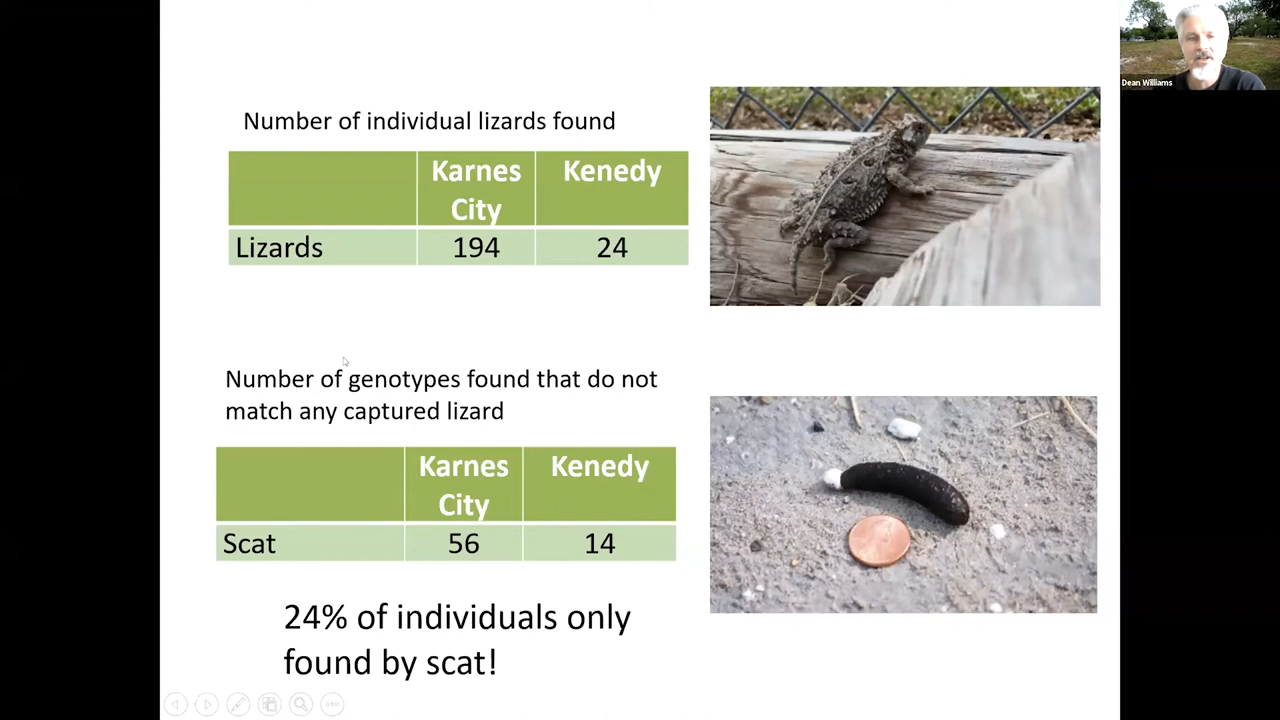 Dean Williams
Number of individual lizards found
Karnes City
Kenedy
Lizards 194 24
Number of genotypes found that do not
match any captured lizard
Karnes City
Kenedy
Scat 56 14
24% of individuals only
found by scat!